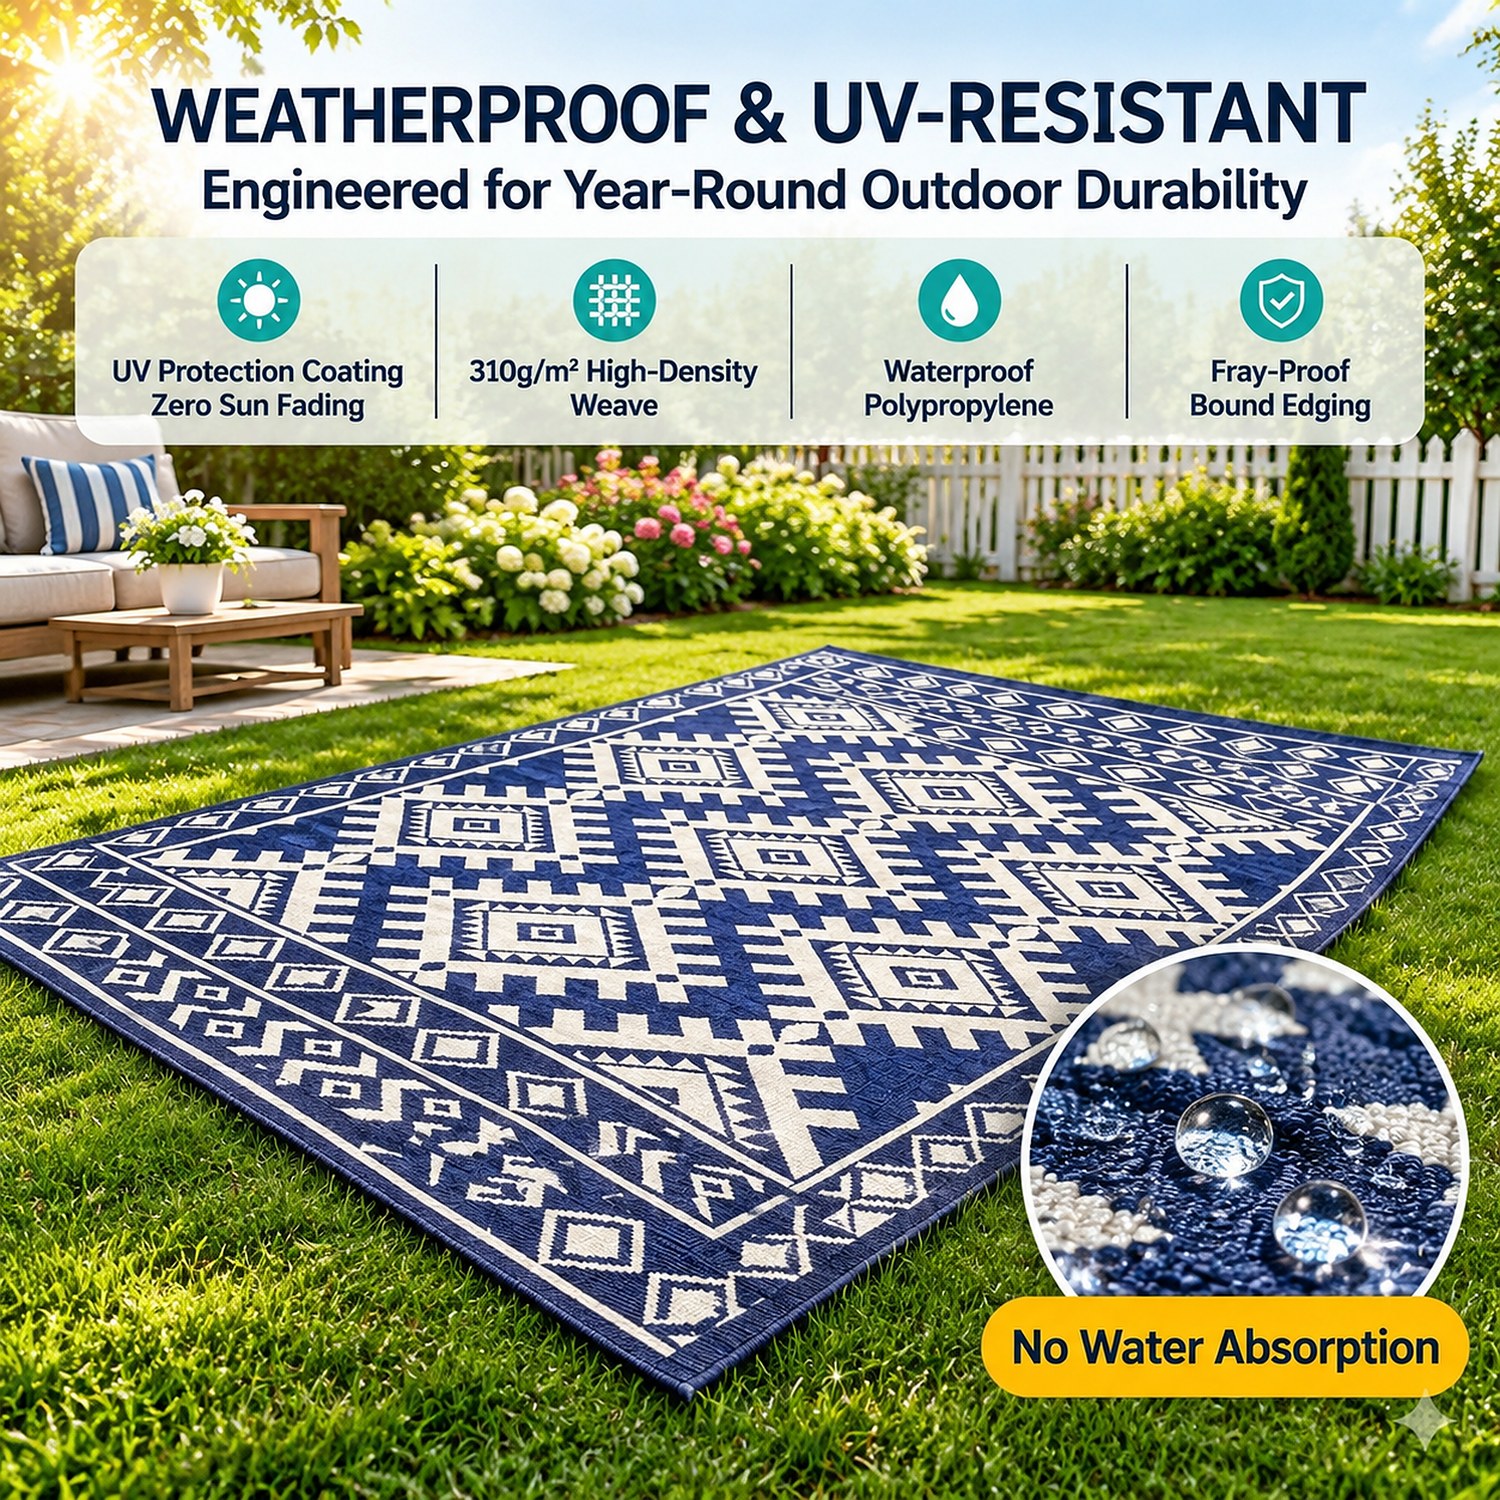 WEATHERPROOF & UV-RESISTANT
Engineered for Year-Round Outdoor Durability
UV Protection Coating
Zero Sun Fading
310g/m² High-Density
Weave
Waterproof
Polypropylene
Fray-Proof
Bound Edging
No Water Absorption